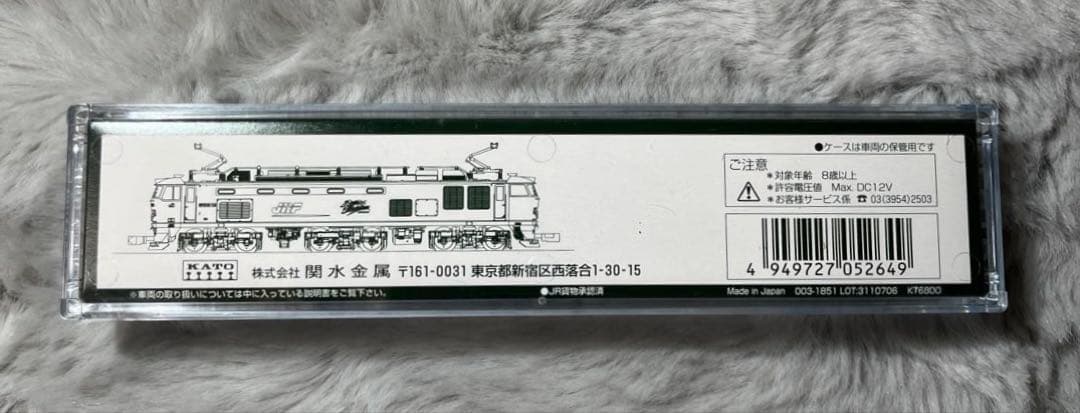 ●ケースは車両の保管用です
ご注意
*対象年齢 8歳以上
*許容電圧値 Max. DC12V
*お客様サービス係 ☎ 03(3954)2503
JRF
KATO
株式会社 関水金属 〒161-0031 東京都新宿区西落合1-30-15
4 949727 052649
※車両の取り扱いについては中に入っている説明書をご覧下さい。
●JR貨物承認済
Made in Japan 003-1851 LOT:3110706 K76800